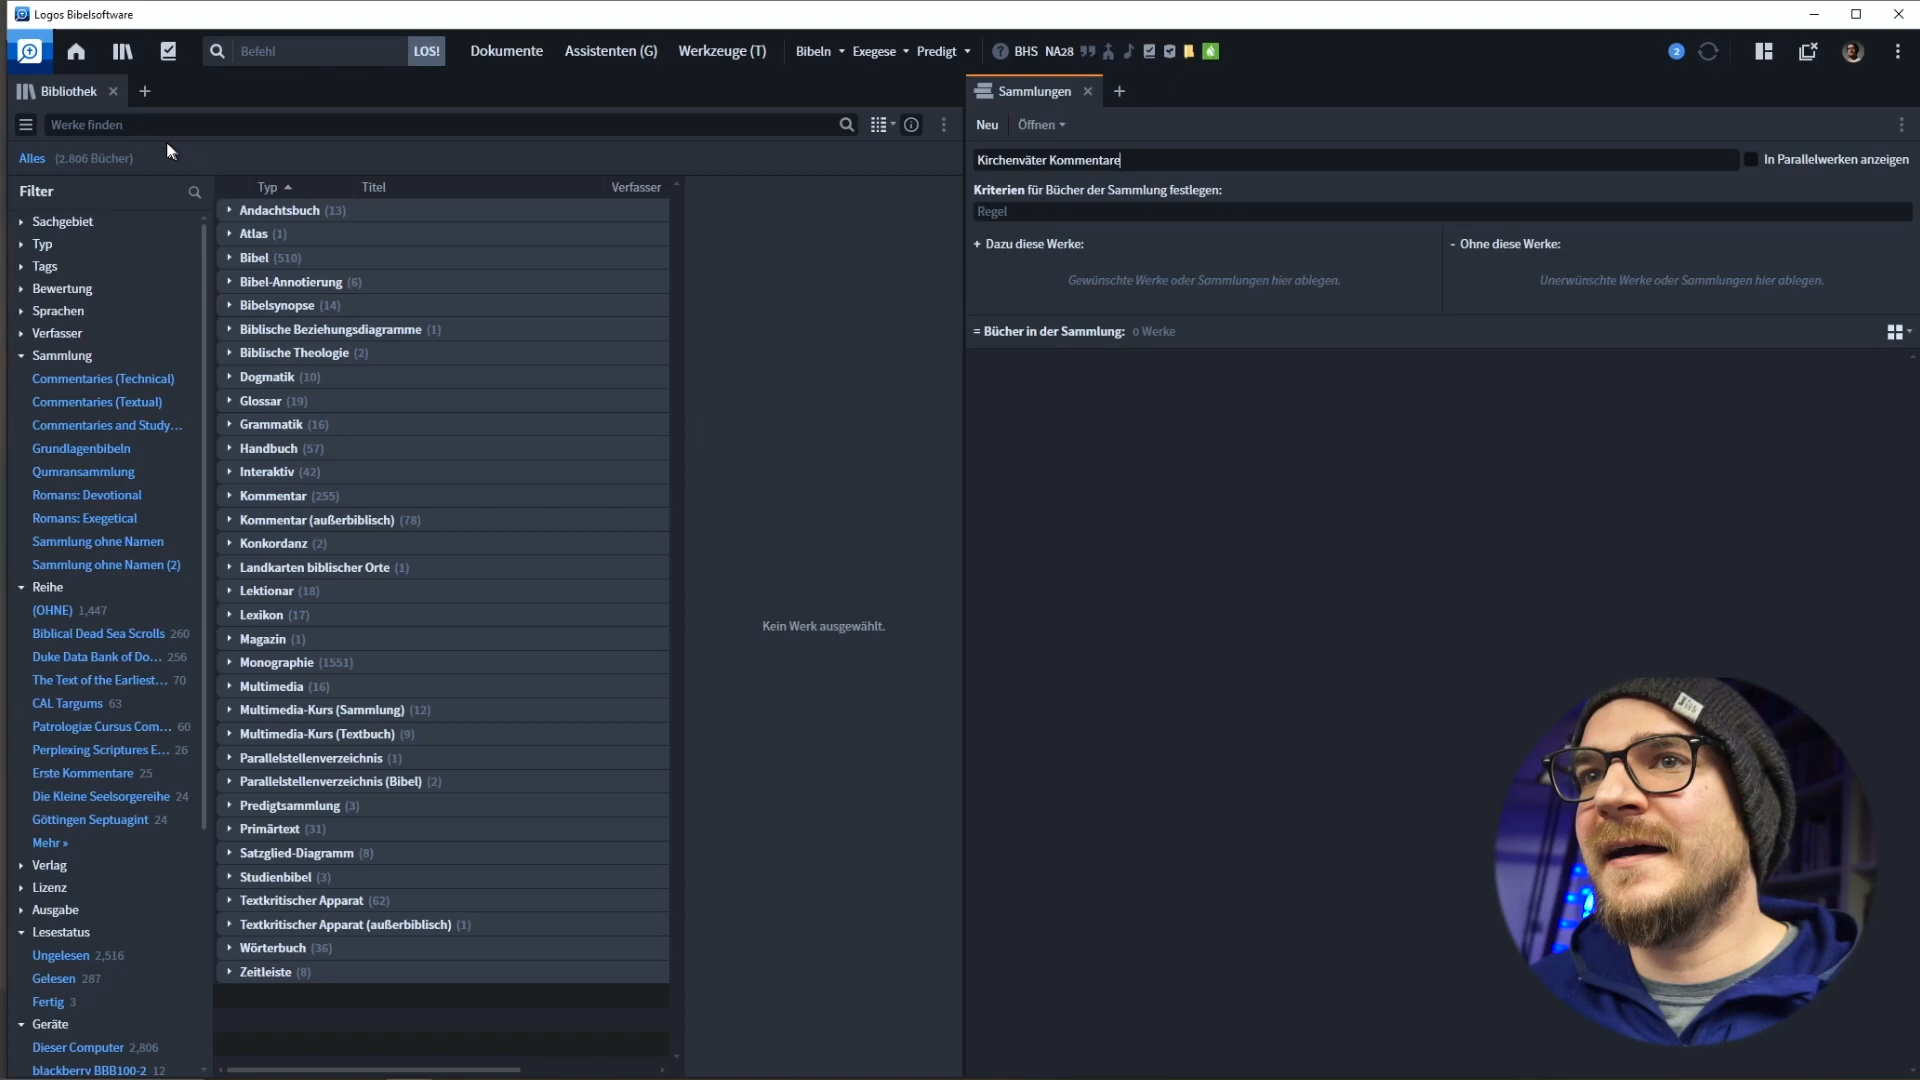 Logos Bibelsoftware
Befehl LOS! Dokumente Assistenten (G) Werkzeuge (T) Bibeln Exegese Predigt BHS NA28 2
Bibliothek
Sammlungen
Werke finden
Neu Öffnen
Alles (2.806 Bücher)
Kirchenväter Kommentare
In Parallelwerken anzeigen
Kriterien für Bücher der Sammlung festlegen:
Regel
+ Dazu diese Werke:
Gewünschte Werke oder Sammlungen hier ablegen.
- Ohne diese Werke:
Unerwünschte Werke oder Sammlungen hier ablegen.
= Bücher in der Sammlung: 0 Werke
Filter
Sachgebiet
Typ
Tags
Bewertung
Sprachen
Verfasser
Sammlung
Commentaries (Technical)
Commentaries (Textual)
Commentaries and Study...
Grundlagenbibeln
Qumransammlung
Romans: Devotional
Romans: Exegetical
Sammlung ohne Namen
Sammlung ohne Namen (2)
Reihe
(OHNE) 1,447
Biblical Dead Sea Scrolls 260
Duke Data Bank of Do... 256
The Text of the Earliest... 70
CAL Targums 63
Patrologiæ Cursus Com... 60
Perplexing Scriptures E... 26
Erste Kommentare 25
Die Kleine Seelsorgereihe 24
Göttingen Septuagint 24
Mehr »
Verlag
Lizenz
Ausgabe
Lesestatus
Ungelesen 2,516
Gelesen 287
Fertig 3
Geräte
Dieser Computer 2,806
blackberry BBB100-2 12
Typ Titel Verfasser
Andachtsbuch (13)
Atlas (1)
Bibel (510)
Bibel-Annotierung (6)
Bibelsynopse (14)
Biblische Beziehungsdiagramme (1)
Biblische Theologie (2)
Dogmatik (10)
Glossar (19)
Grammatik (16)
Handbuch (57)
Interaktiv (42)
Kommentar (255)
Kommentar (außerbiblisch) (78)
Konkordanz (2)
Landkarten biblischer Orte (1)
Lektionar (18)
Lexikon (17)
Magazin (1)
Monographie (1551)
Multimedia (16)
Multimedia-Kurs (Sammlung) (12)
Multimedia-Kurs (Textbuch) (9)
Parallelstellenverzeichnis (1)
Parallelstellenverzeichnis (Bibel) (2)
Predigtsammlung (3)
Primärtext (31)
Satzglied-Diagramm (8)
Studienbibel (3)
Textkritischer Apparat (62)
Textkritischer Apparat (außerbiblisch) (1)
Wörterbuch (36)
Zeitleiste (8)
Kein Werk ausgewählt.